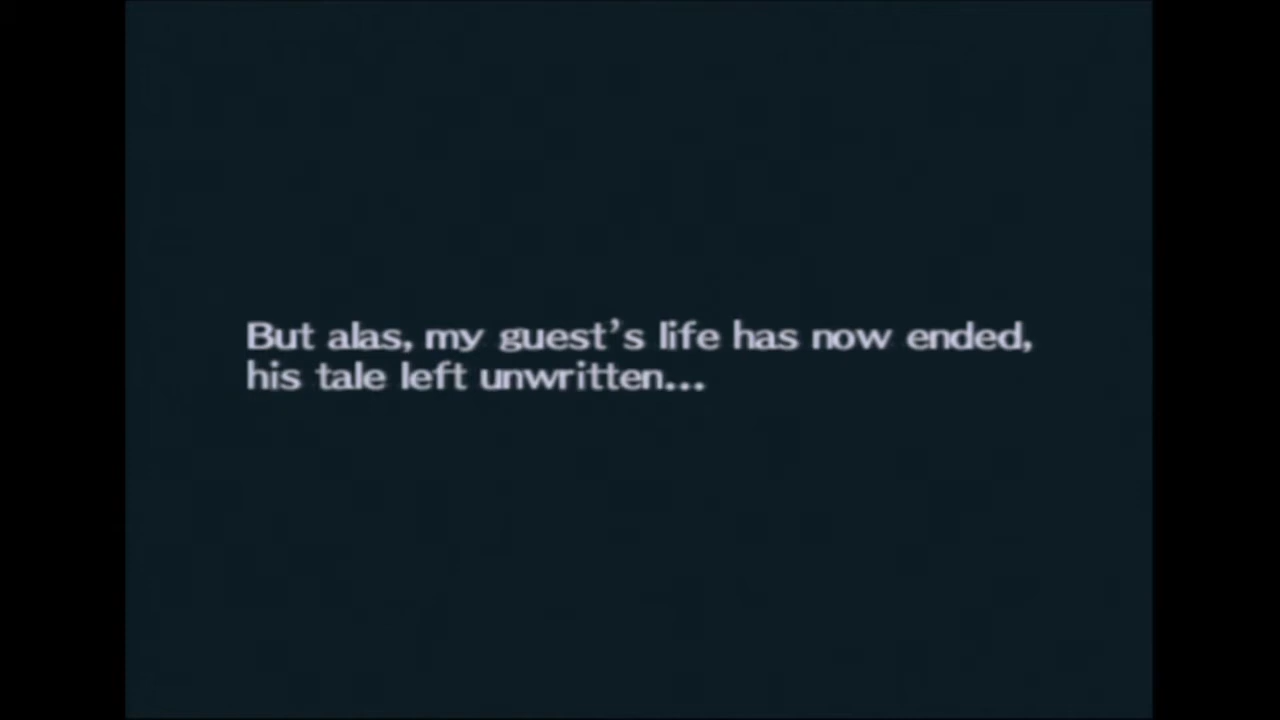 But alas, my guest's life has now ended,
his tale left unwritten...